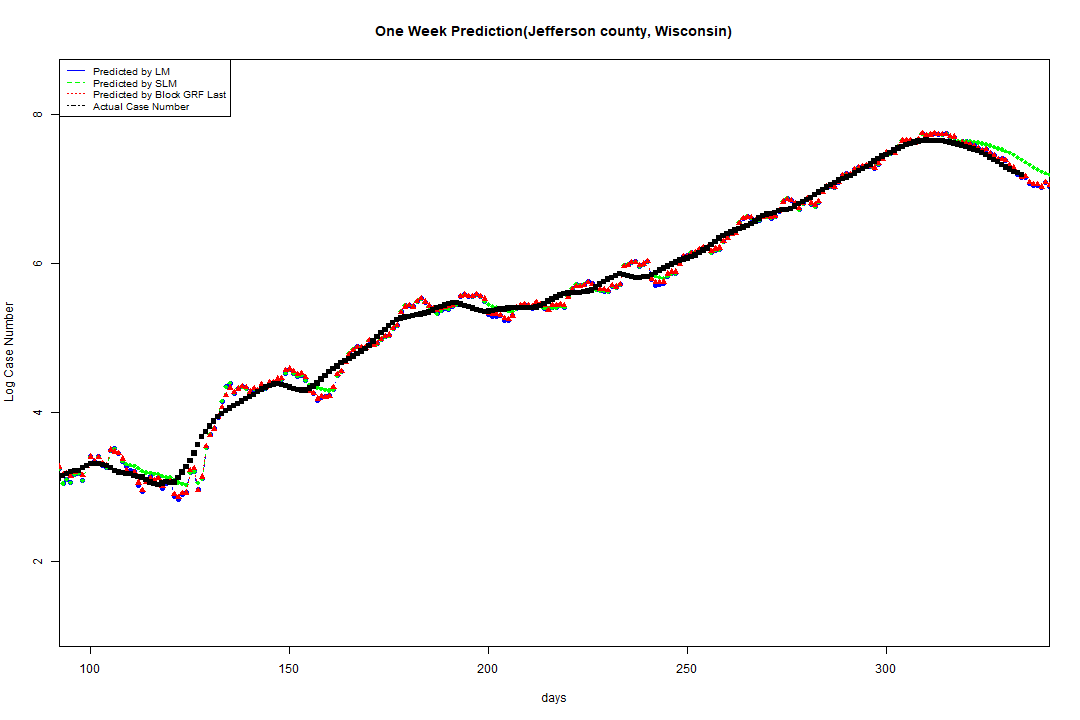 One Week Prediction(Jefferson county, Wisconsin)
Predicted by LM
Predicted by SLM
Predicted by Block GRF Last
Actual Case Number
8
6
4
2
Log Case Number
100 150 200 250 300
days